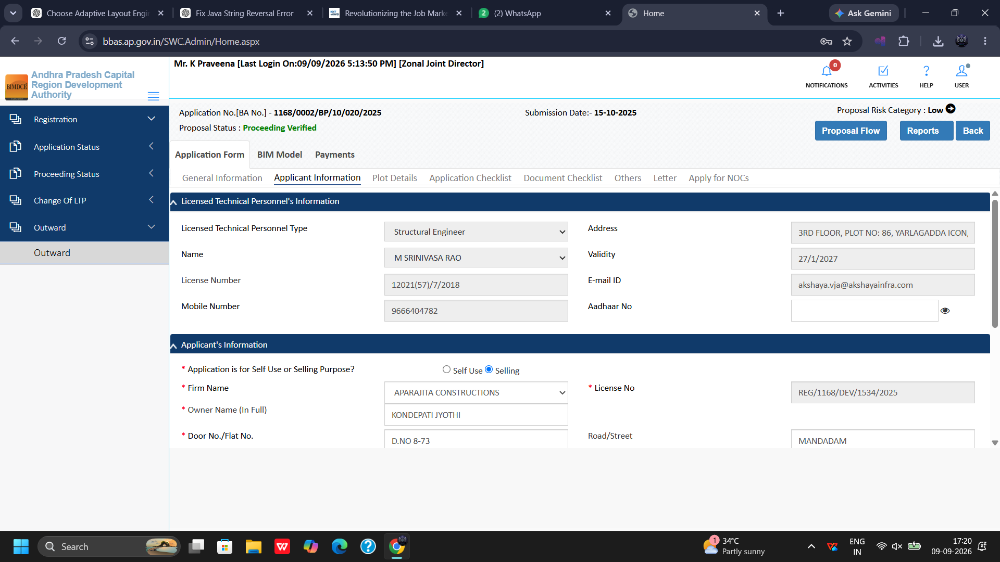 Choose Adaptive Layout Engi
Fix Java String Reversal Error
Revolutionizing the Job Marke
2
(2) WhatsApp
Home
Ask Gemini
bbas.ap.gov.in/SWC.Admin/Home.aspx
BIMDCR
Andhra Pradesh Capital
Region Development
Authority
Mr. K Praveena [Last Login On:09/09/2026 5:13:50 PM] [Zonal Joint Director]
0
NOTIFICATIONS
ACTIVITIES
HELP
USER
Registration
Application Status
Proceeding Status
Change Of LTP
Outward
Outward
Application No.[BA No.] - 1168/0002/BP/10/020/2025
Submission Date:- 15-10-2025
Proposal Risk Category : Low
Proposal Status : Proceeding Verified
Proposal Flow
Reports
Back
Application Form
BIM Model
Payments
General Information
Applicant Information
Plot Details
Application Checklist
Document Checklist
Others
Letter
Apply for NOCs
Licensed Technical Personnel's Information
Licensed Technical Personnel Type
Structural Engineer
Address
3RD FLOOR, PLOT NO: 86, YARLAGADDA ICON,
Name
M SRINIVASA RAO
Validity
27/1/2027
License Number
12021(57)/7/2018
E-mail ID
akshaya.vja@akshayainfra.com
Mobile Number
9666404782
Aadhaar No
Applicant's Information
* Application is for Self Use or Selling Purpose?
Self Use
Selling
* Firm Name
APARAJITA CONSTRUCTIONS
* License No
REG/1168/DEV/1534/2025
* Owner Name (In Full)
KONDEPATI JYOTHI
* Door No./Flat No.
D.NO 8-73
Road/Street
MANDADAM
Search
1
34°C
Partly sunny
ENG
IN
17:20
09-09-2026